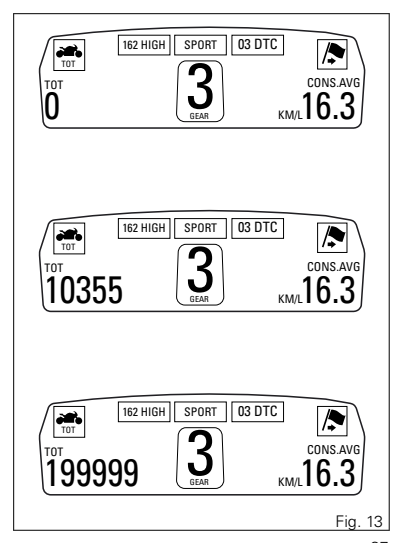 162 HIGH SPORT 03 DTC
TOT
TOT CONS.AVG
0 3 KM/L 16.3
GEAR
162 HIGH SPORT 03 DTC
TOT
TOT CONS.AVG
10355 3 KM/L 16.3
GEAR
162 HIGH SPORT 03 DTC
TOT
TOT CONS.AVG
199999 3 KM/L 16.3
GEAR
Fig. 13